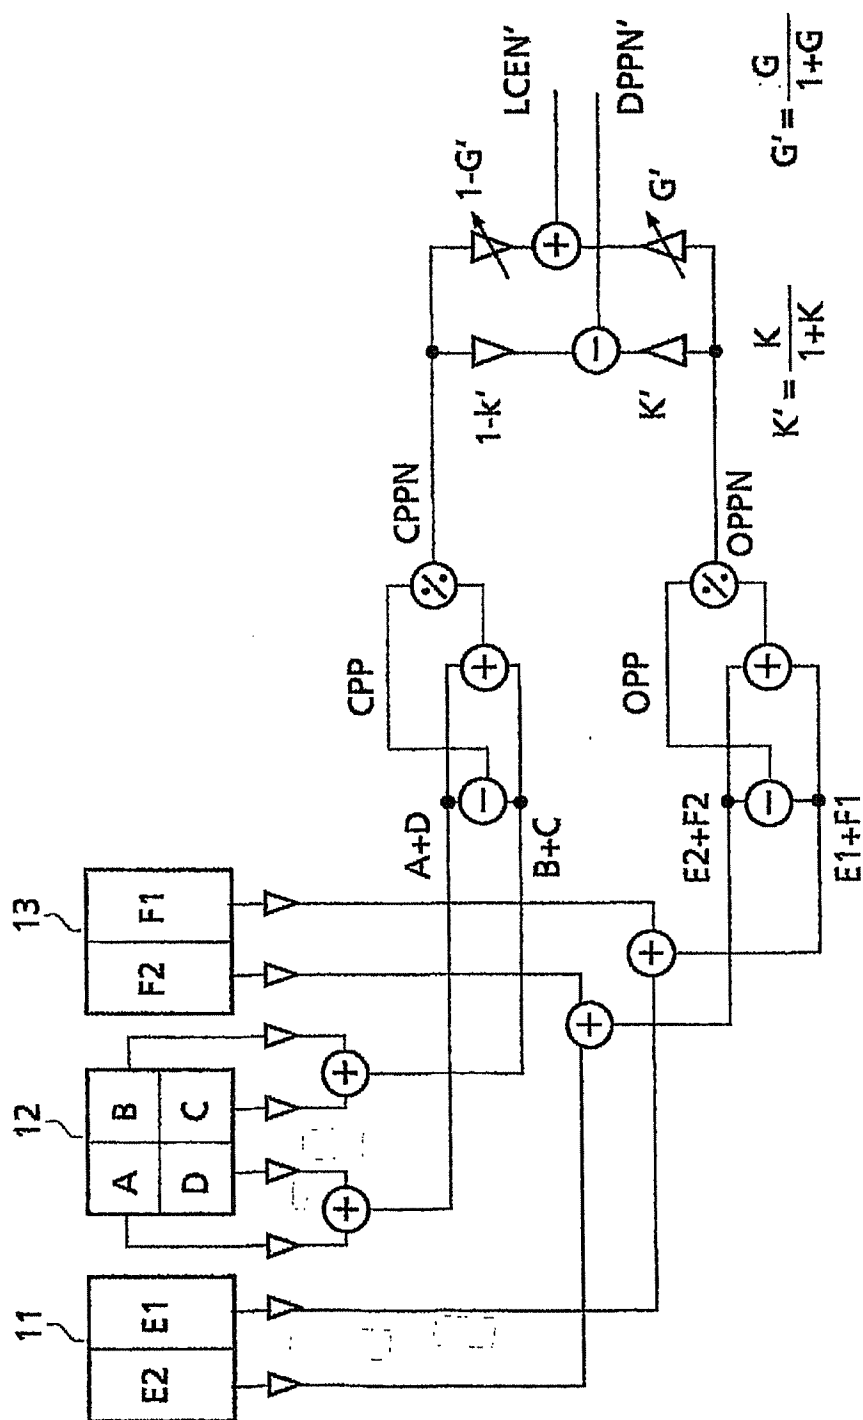 11
12
13
E2
E1
A
B
D
C
F2
F1
A+D
B+C
CPP
CPPN
E2+F2
E1+F1
OPP
OPPN
1-k'
K'
1-G'
G'
LCEN'
DPPN'
K' = K / 1+K
G' = G / 1+G